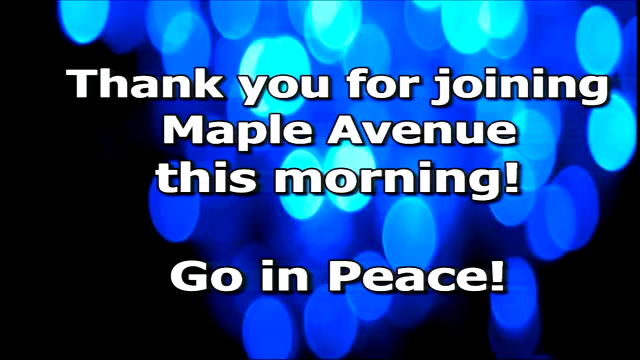 Thank you for joining
Maple Avenue
this morning!
Go in Peace!